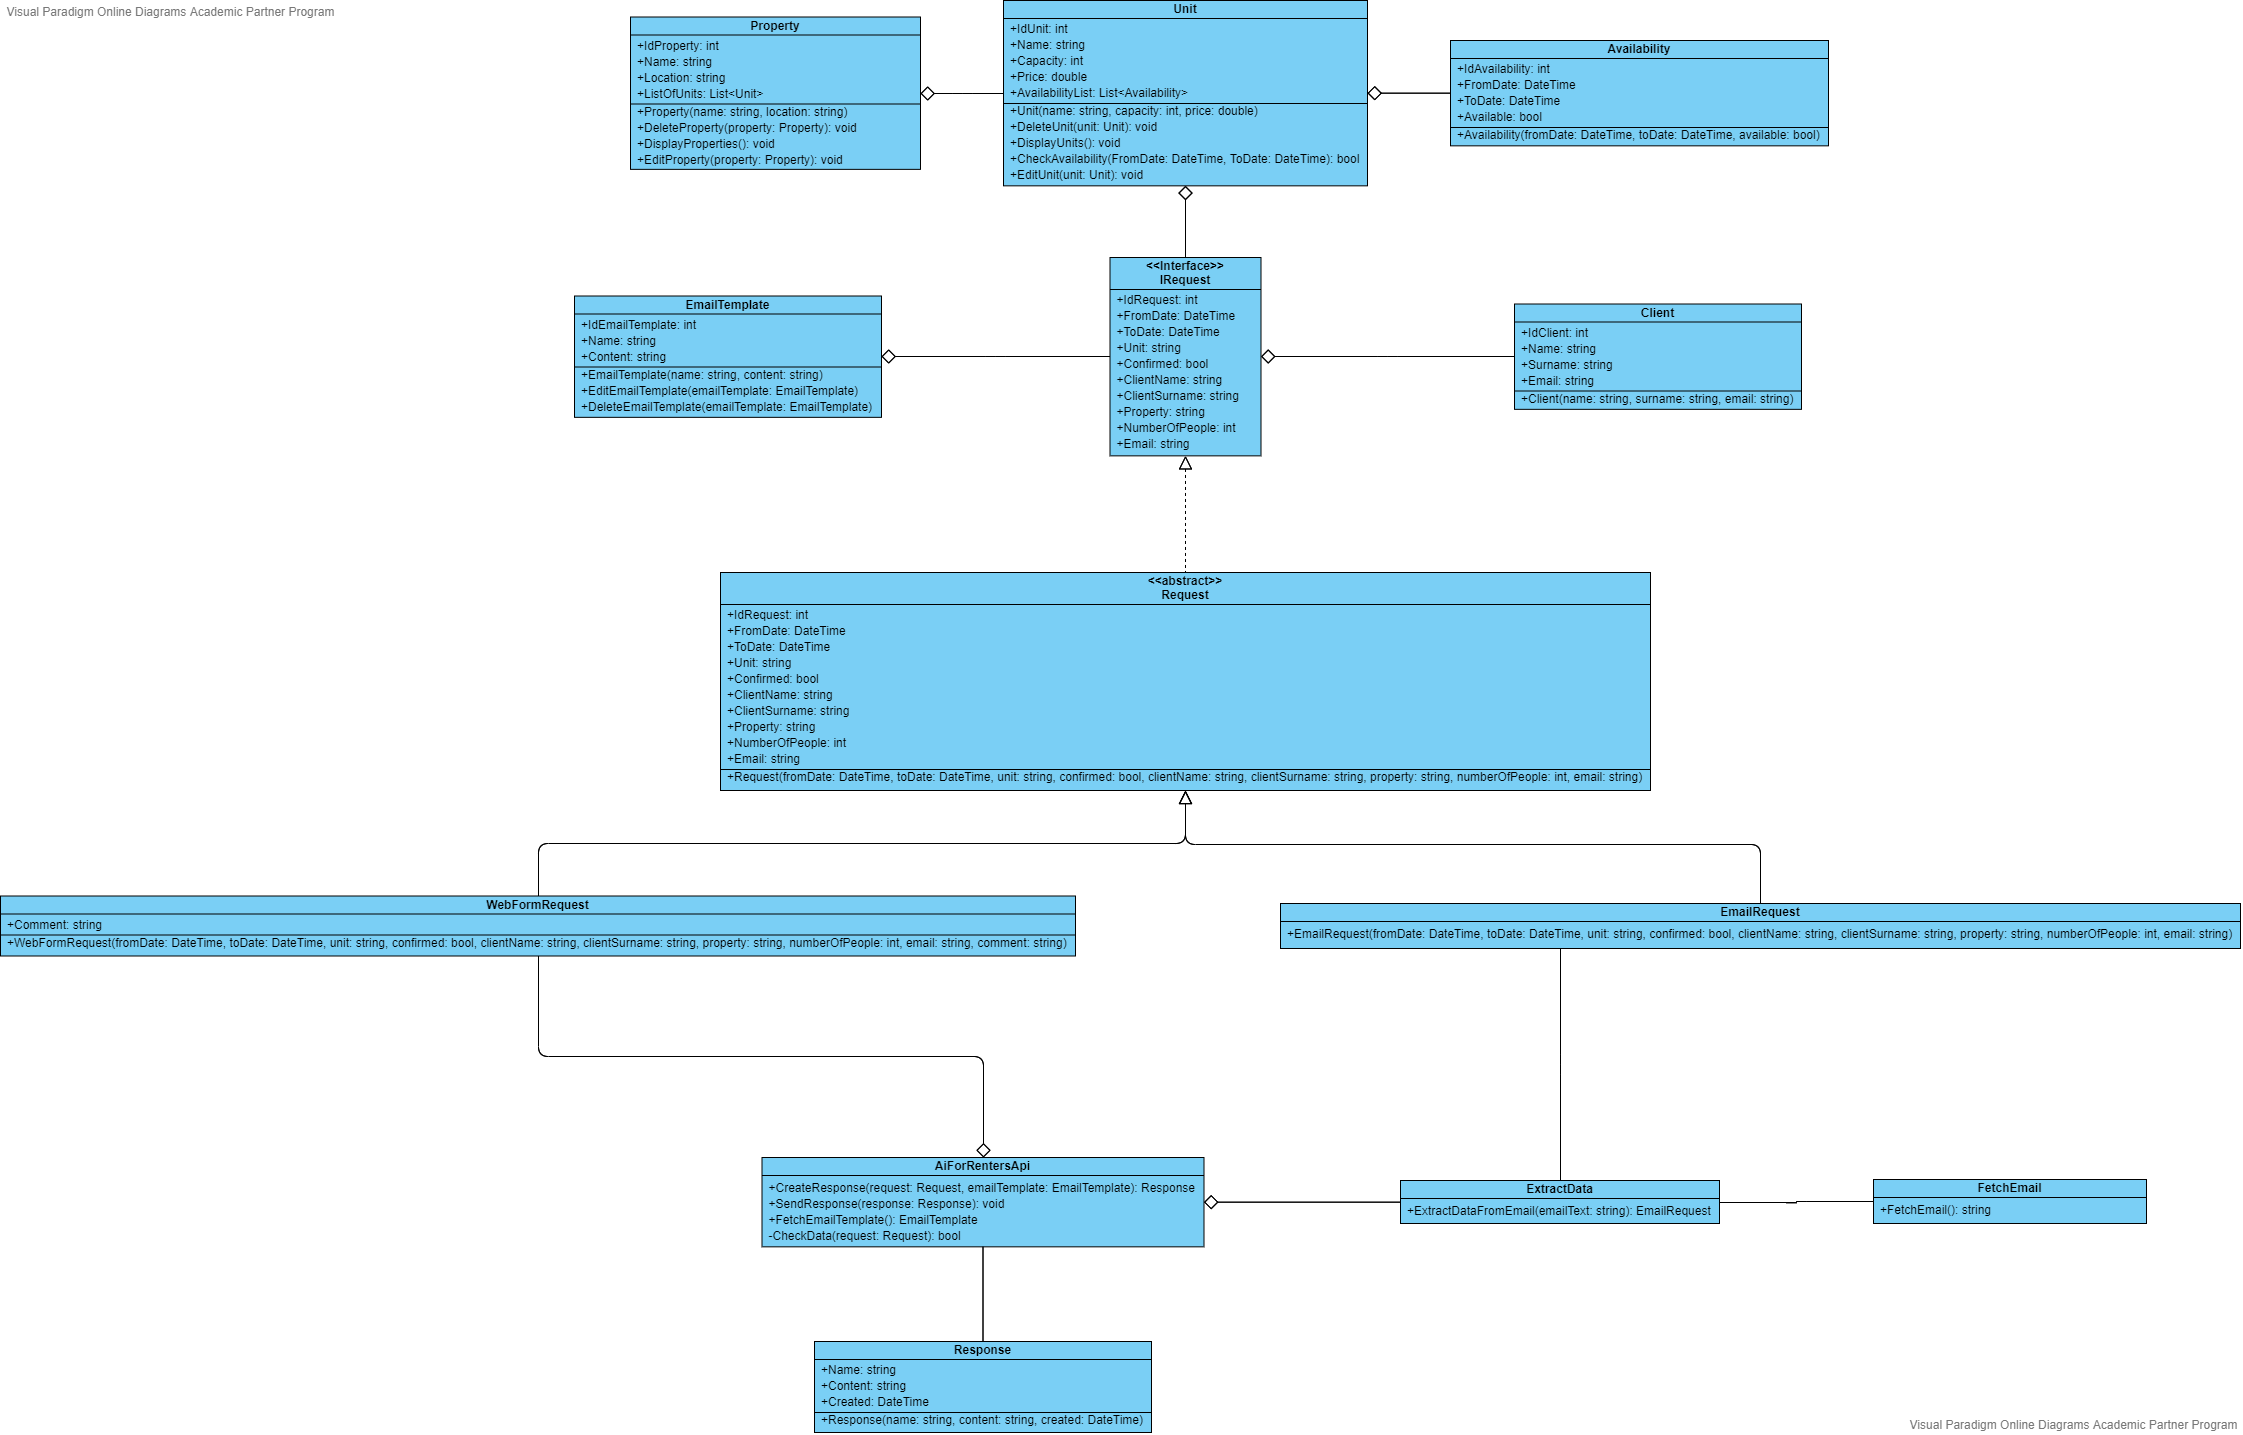 Visual Paradigm Online Diagrams Academic Partner Program
Property
+IdProperty: int
+Name: string
+Location: string
+ListOfUnits: List<Unit>
+Property(name: string, location: string)
+DeleteProperty(property: Property): void
+DisplayProperties(): void
+EditProperty(property: Property): void
Unit
+IdUnit: int
+Name: string
+Capacity: int
+Price: double
+AvailabilityList: List<Availability>
+Unit(name: string, capacity: int, price: double)
+DeleteUnit(unit: Unit): void
+DisplayUnits(): void
+CheckAvailability(FromDate: DateTime, ToDate: DateTime): bool
+EditUnit(unit: Unit): void
Availability
+IdAvailability: int
+FromDate: DateTime
+ToDate: DateTime
+Available: bool
+Availability(fromDate: DateTime, toDate: DateTime, available: bool)
EmailTemplate
+IdEmailTemplate: int
+Name: string
+Content: string
+EmailTemplate(name: string, content: string)
+EditEmailTemplate(emailTemplate: EmailTemplate)
+DeleteEmailTemplate(emailTemplate: EmailTemplate)
<<Interface>>
IRequest
+IdRequest: int
+FromDate: DateTime
+ToDate: DateTime
+Unit: string
+Confirmed: bool
+ClientName: string
+ClientSurname: string
+Property: string
+NumberOfPeople: int
+Email: string
Client
+IdClient: int
+Name: string
+Surname: string
+Email: string
+Client(name: string, surname: string, email: string)
<<abstract>>
Request
+IdRequest: int
+FromDate: DateTime
+ToDate: DateTime
+Unit: string
+Confirmed: bool
+ClientName: string
+ClientSurname: string
+Property: string
+NumberOfPeople: int
+Email: string
+Request(fromDate: DateTime, toDate: DateTime, unit: string, confirmed: bool, clientName: string, clientSurname: string, property: string, numberOfPeople: int, email: string)
WebFormRequest
+Comment: string
+WebFormRequest(fromDate: DateTime, toDate: DateTime, unit: string, confirmed: bool, clientName: string, clientSurname: string, property: string, numberOfPeople: int, email: string, comment: string)
EmailRequest
+EmailRequest(fromDate: DateTime, toDate: DateTime, unit: string, confirmed: bool, clientName: string, clientSurname: string, property: string, numberOfPeople: int, email: string)
AiForRentersApi
+CreateResponse(request: Request, emailTemplate: EmailTemplate): Response
+SendResponse(response: Response): void
+FetchEmailTemplate(): EmailTemplate
-CheckData(request: Request): bool
ExtractData
+ExtractDataFromEmail(emailText: string): EmailRequest
FetchEmail
+FetchEmail(): string
Response
+Name: string
+Content: string
+Created: DateTime
+Response(name: string, content: string, created: DateTime)
Visual Paradigm Online Diagrams Academic Partner Program